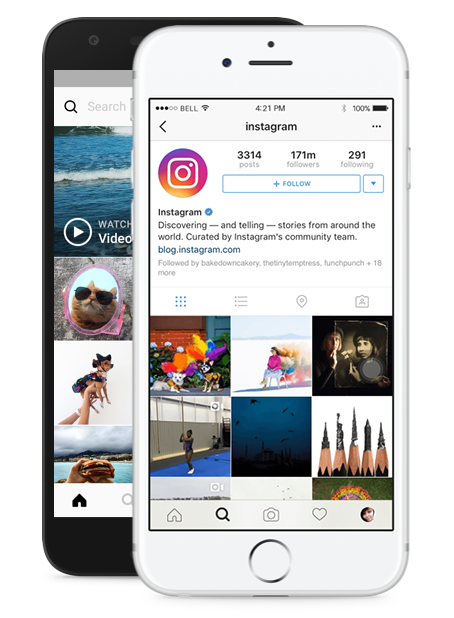 Search
WATCH
Video
BELL
4:21 PM
100%
instagram
3314
posts
171m
followers
291
following
+ FOLLOW
Instagram
Discovering — and telling — stories from around the
world. Curated by Instagram's community team.
blog.instagram.com
Followed by bakedowncakery, thetinytemptress, funchpunch + 18
more